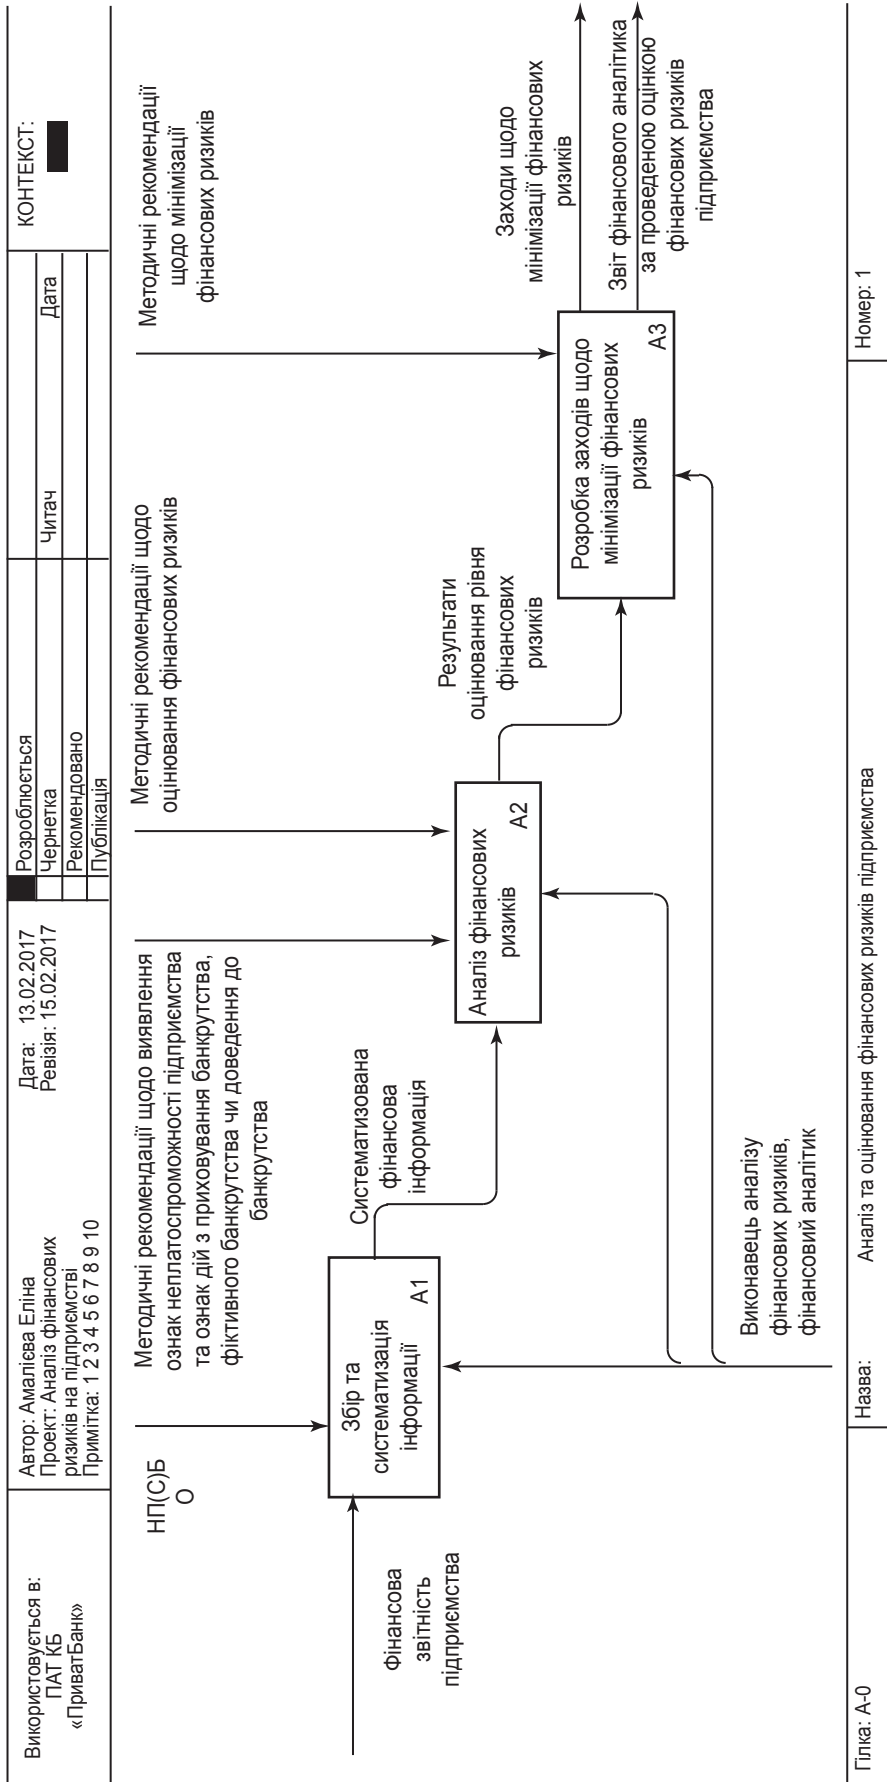 Використовується в:
ПАТ КБ
«ПриватБанк»
Автор: Амалієва Еліна
Проект: Аналіз фінансових
ризиків на підприємстві
Примітка: 1 2 3 4 5 6 7 8 9 10
Дата: 13.02.2017
Ревізія: 15.02.2017
Розроблюється
Чернетка
Рекомендовано
Публікація
Читач
Дата
КОНТЕКСТ:
НП(С)Б
О
Методичні рекомендації щодо виявлення
ознак неплатоспроможності підприємства
та ознак дій з приховування банкрутства,
фіктивного банкрутства чи доведення до
банкрутства
Методичні рекомендації щодо
оцінювання фінансових ризиків
Методичні рекомендації
щодо мінімізації
фінансових ризиків
Фінансова
звітність
підприємства
Збір та
систематизація
інформації
А1
Систематизована
фінансова
інформація
Аналіз фінансових
ризиків
А2
Результати
оцінювання рівня
фінансових
ризиків
Розробка заходів щодо
мінімізації фінансових
ризиків
А3
Заходи щодо
мінімізації фінансових
ризиків
Звіт фінансового аналітика
за проведеною оцінкою
фінансових ризиків
підприємства
Виконавець аналізу
фінансових ризиків,
фінансовий аналітик
Гілка: А-0
Назва:
Аналіз та оцінювання фінансових ризиків підприємства
Номер: 1